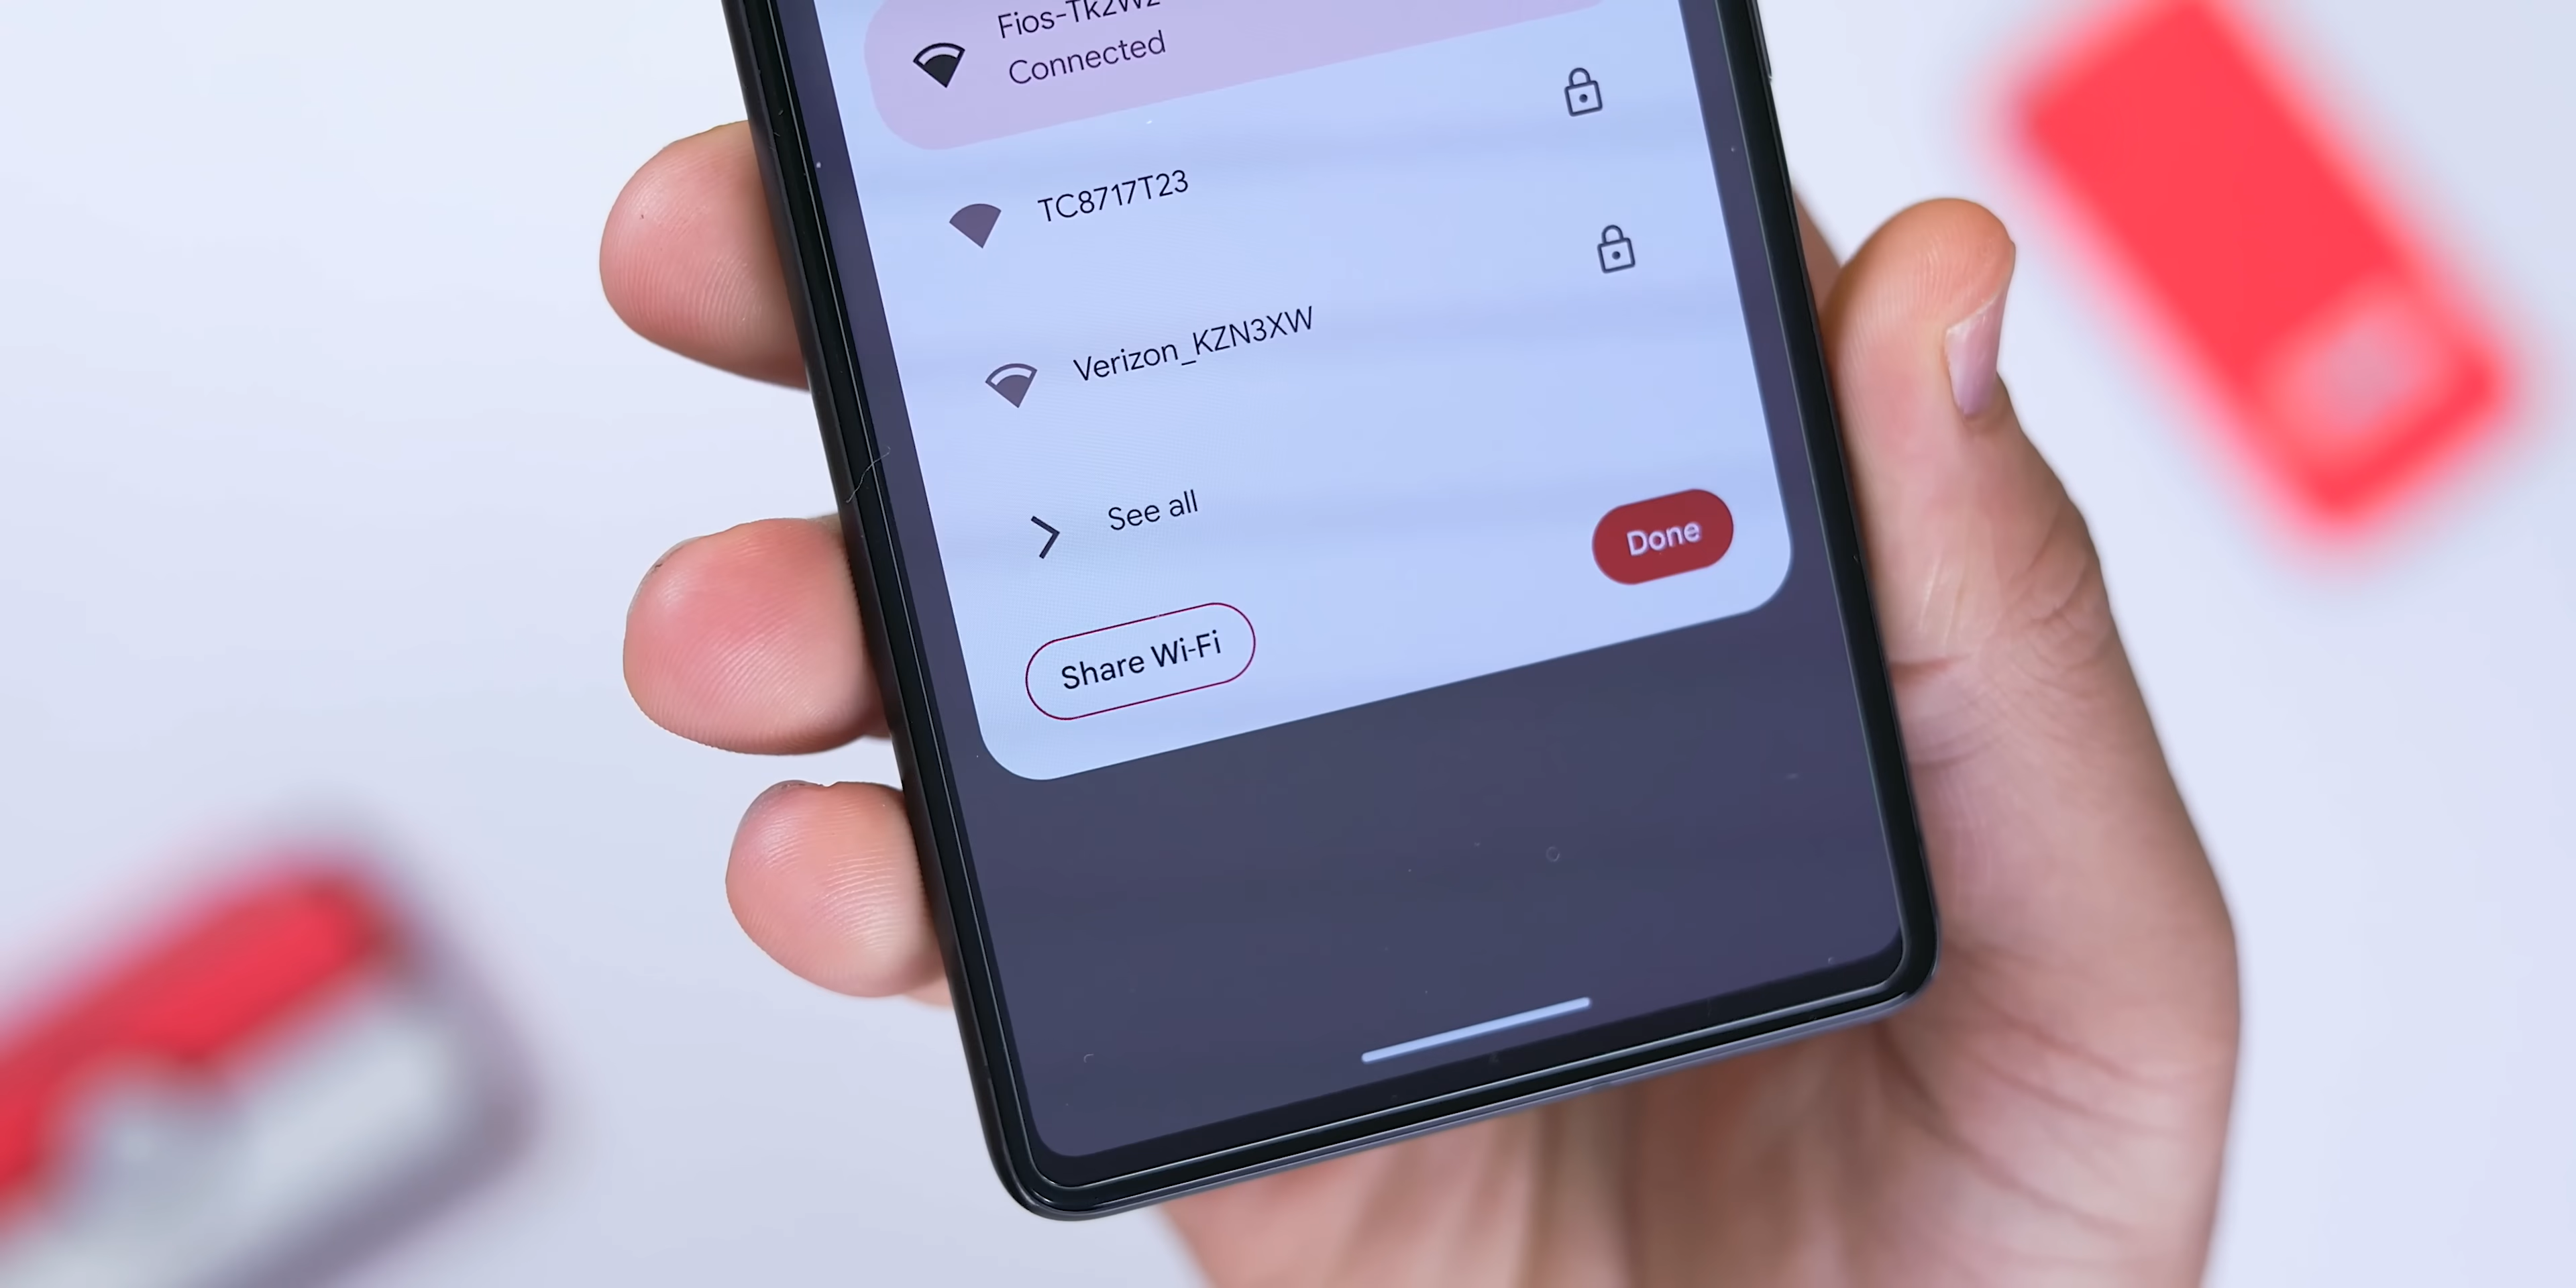 Connected
TC8717T23
Verizon_KZN3XW
See all
Done
Share Wi-Fi